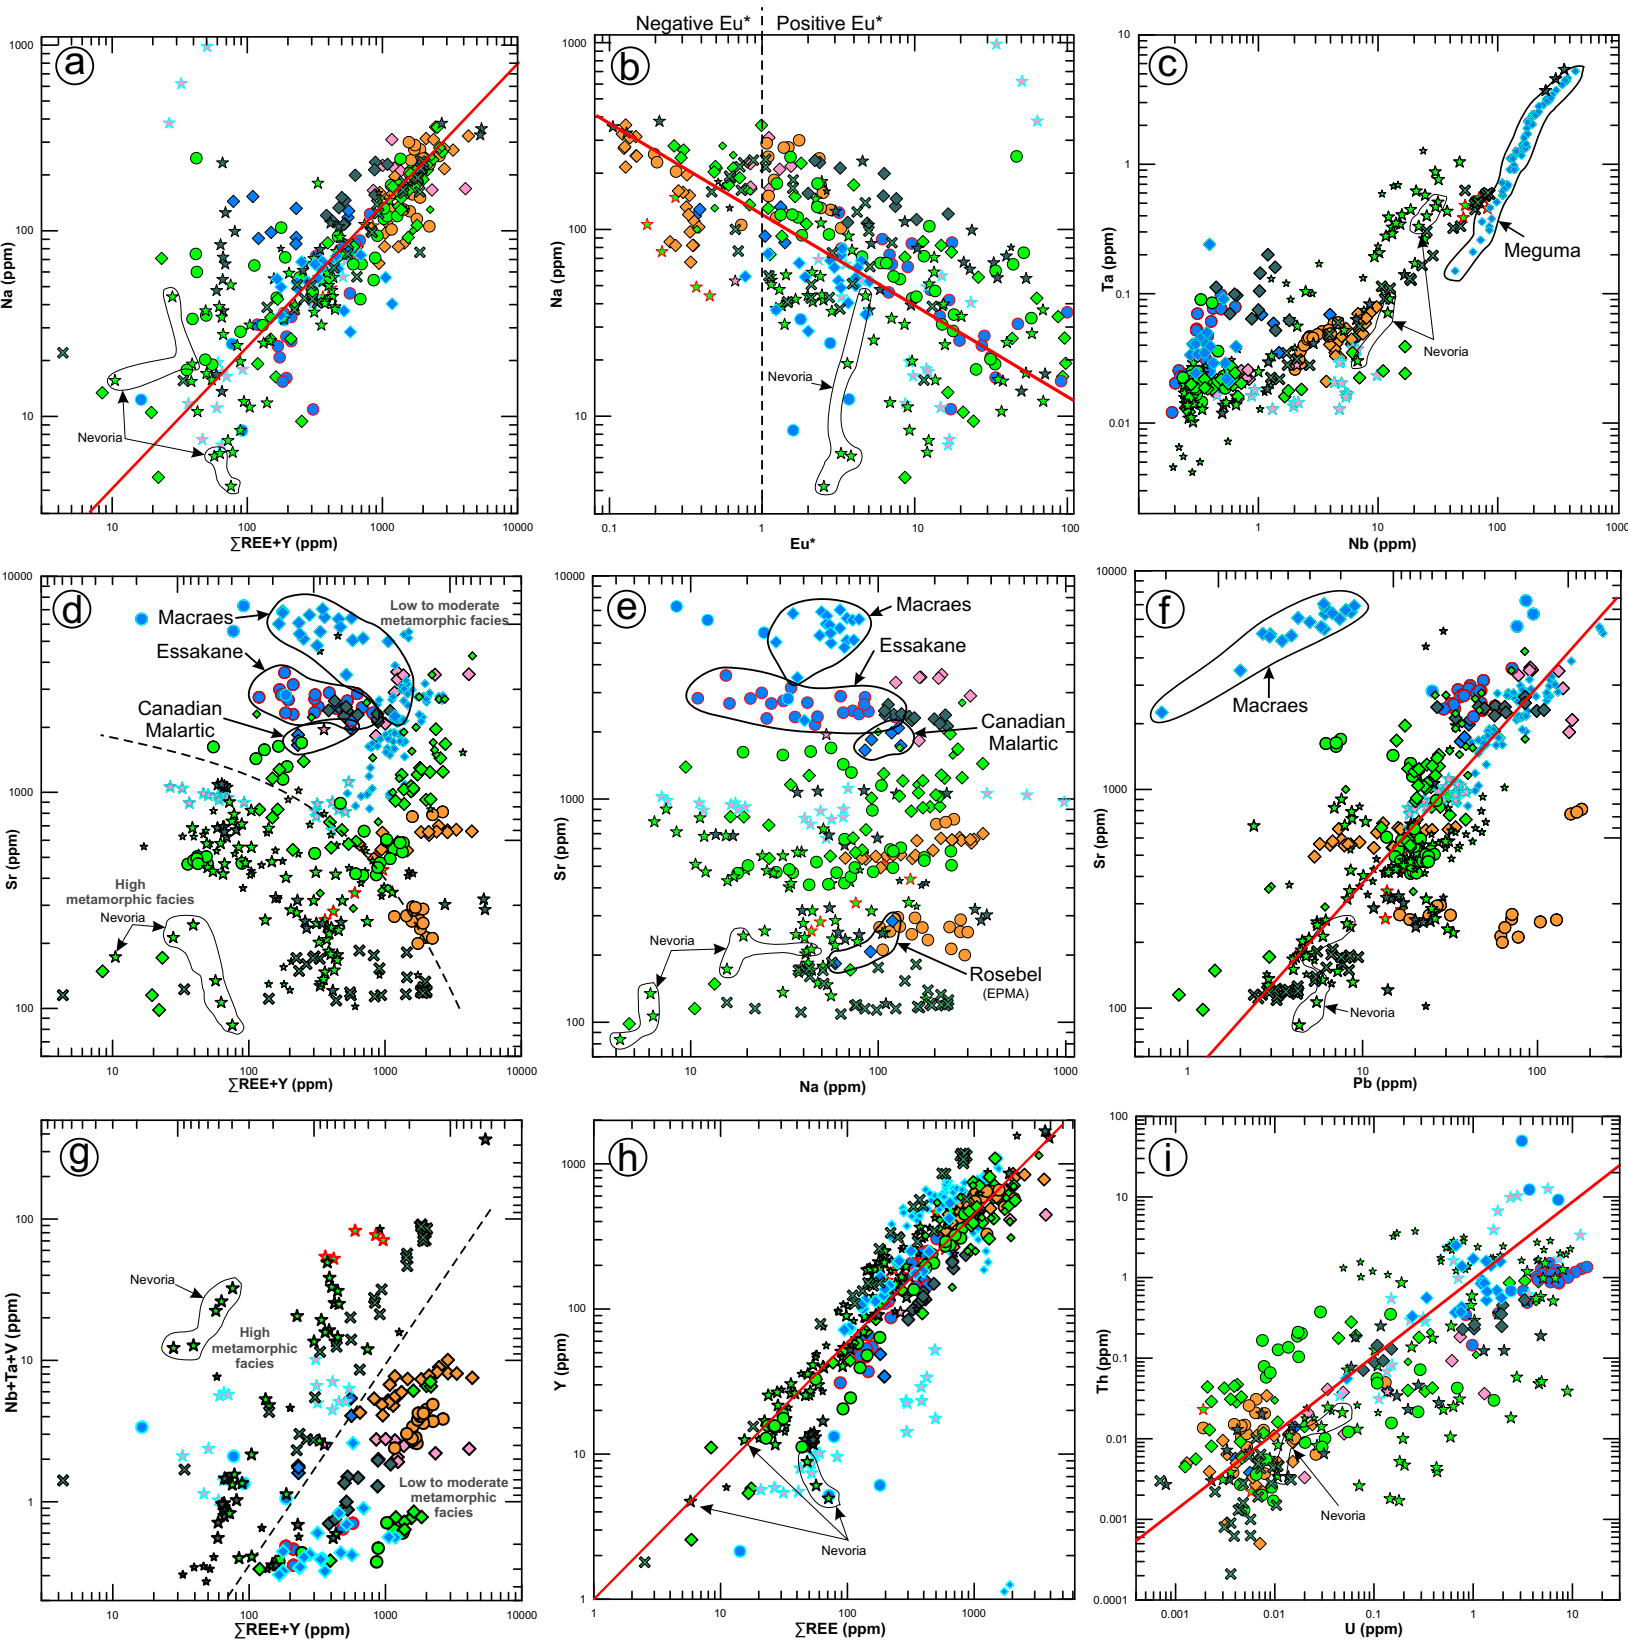 Negative Eu* Positive Eu*
a
1000
100
10
Na (ppm)
Nevoria
10 100 1000 10000
∑REE+Y (ppm)
b
1000
100
10
Na (ppm)
Nevoria
0.1 1 10 100
Eu*
c
10
1
0.1
0.01
Ta (ppm)
Meguma
Nevoria
1 10 100 1000
Nb (ppm)
d
10000
1000
100
Sr (ppm)
Macraes
Low to moderate
metamorphic facies
Essakane
Canadian
Malartic
High
metamorphic facies
Nevoria
10 100 1000 10000
∑REE+Y (ppm)
e
10000
1000
100
Sr (ppm)
Macraes
Essakane
Canadian
Malartic
Nevoria
Rosebel
(EPMA)
10 100 1000
Na (ppm)
f
10000
1000
100
Sr (ppm)
Macraes
Nevoria
1 10 100
Pb (ppm)
g
100
10
1
Nb+Ta+V (ppm)
Nevoria
High
metamorphic
facies
Low to moderate
metamorphic
facies
10 100 1000 10000
∑REE+Y (ppm)
h
1000
100
10
1
Y (ppm)
Nevoria
1 10 100 1000
∑REE (ppm)
i
100
10
1
0.1
0.01
0.001
0.0001
Th (ppm)
Nevoria
0.001 0.01 0.1 1 10
U (ppm)